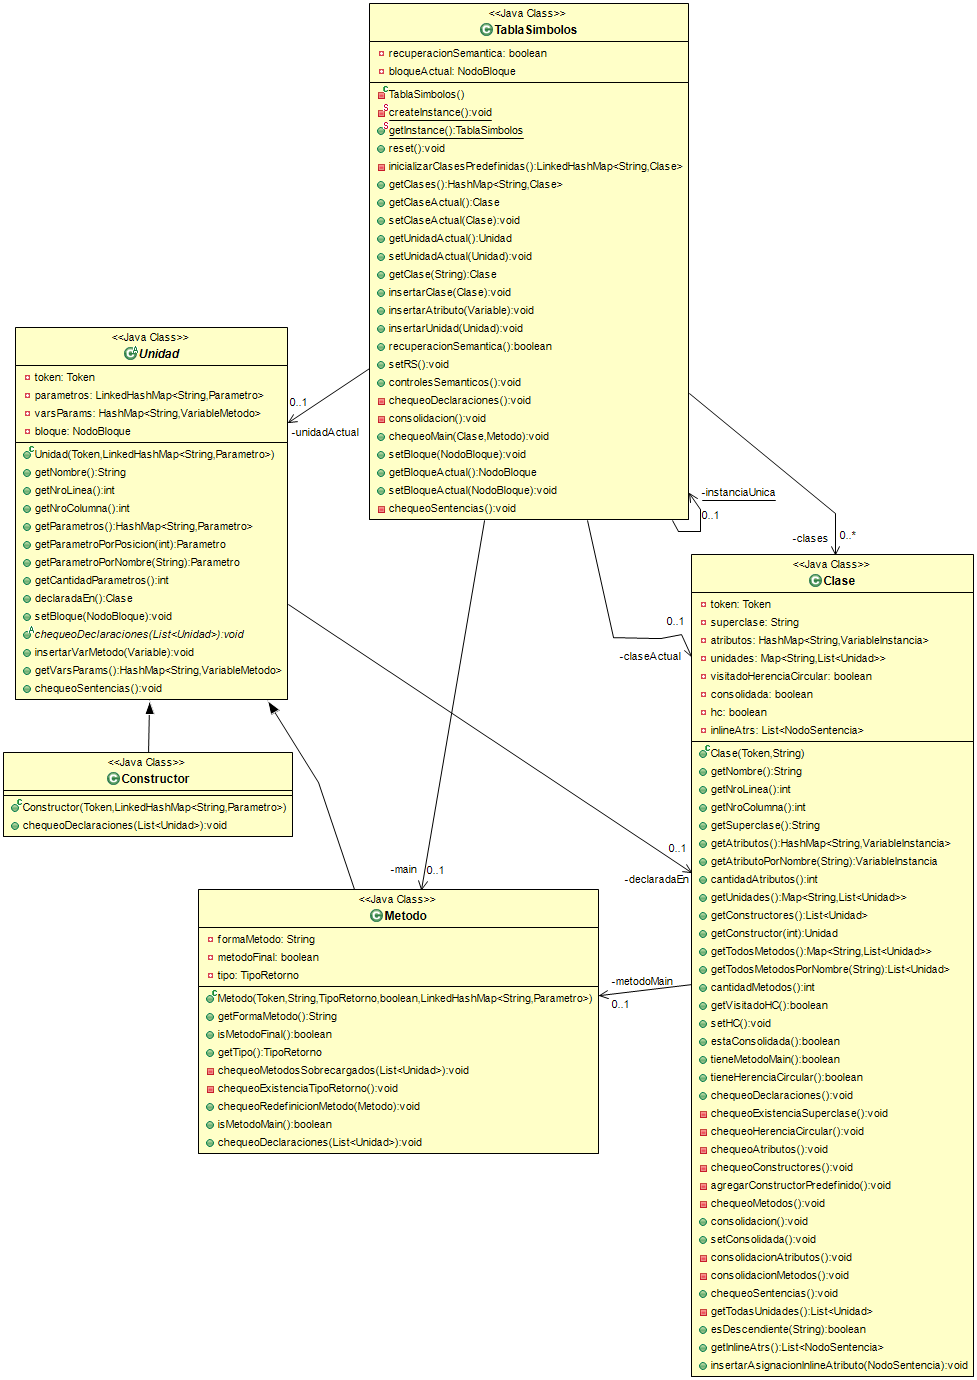 <<Java Class>>
TablaSimbolos
recuperacionSemantica: boolean
bloqueActual: NodoBloque
TablaSimbolos()
createInstance():void
getInstance():TablaSimbolos
reset():void
inicializarClasesPredefinidas():LinkedHashMap<String,Clase>
getClases():HashMap<String,Clase>
getClaseActual():Clase
setClaseActual(Clase):void
getUnidadActual():Unidad
setUnidadActual(Unidad):void
getClase(String):Clase
insertarClase(Clase):void
insertarAtributo(Variable):void
insertarUnidad(Unidad):void
recuperacionSemantica():boolean
setRS():void
controlesSemanticos():void
chequeoDeclaraciones():void
consolidacion():void
chequeoMain(Clase,Metodo):void
setBloque(NodoBloque):void
getBloqueActual():NodoBloque
setBloqueActual(NodoBloque):void
chequeoSentencias():void
0..1
-unidadActual
-instanciaUnica
0..1
-clases
0..*
0..1
-claseActual
<<Java Class>>
Unidad
token: Token
parametros: LinkedHashMap<String,Parametro>
varsParams: HashMap<String,VariableMetodo>
bloque: NodoBloque
Unidad(Token,LinkedHashMap<String,Parametro>)
getNombre():String
getNroLinea():int
getNroColumna():int
getParametros():HashMap<String,Parametro>
getParametroPorPosicion(int):Parametro
getParametroPorNombre(String):Parametro
getCantidadParametros():int
declaradaEn():Clase
setBloque(NodoBloque):void
chequeoDeclaraciones(List<Unidad>):void
insertarVarMetodo(Variable):void
getVarsParams():HashMap<String,VariableMetodo>
chequeoSentencias():void
<<Java Class>>
Constructor
Constructor(Token,LinkedHashMap<String,Parametro>)
chequeoDeclaraciones(List<Unidad>):void
-main
0..1
0..1
-declaradaEn
<<Java Class>>
Metodo
formaMetodo: String
metodoFinal: boolean
tipo: TipoRetorno
Metodo(Token,String,TipoRetorno,boolean,LinkedHashMap<String,Parametro>)
getFormaMetodo():String
isMetodoFinal():boolean
getTipo():TipoRetorno
chequeoMetodosSobrecargados(List<Unidad>):void
chequeoExistenciaTipoRetorno():void
chequeoRedefinicionMetodo(Metodo):void
isMetodoMain():boolean
chequeoDeclaraciones(List<Unidad>):void
-metodoMain
0..1
<<Java Class>>
Clase
token: Token
superclase: String
atributos: HashMap<String,VariableInstancia>
unidades: Map<String,List<Unidad>>
visitadoHerenciaCircular: boolean
consolidada: boolean
hc: boolean
inlineAtrs: List<NodoSentencia>
Clase(Token,String)
getNombre():String
getNroLinea():int
getNroColumna():int
getSuperclase():String
getAtributos():HashMap<String,VariableInstancia>
getAtributoPorNombre(String):VariableInstancia
cantidadAtributos():int
getUnidades():Map<String,List<Unidad>>
getConstructores():List<Unidad>
getConstructor(int):Unidad
getTodosMetodos():Map<String,List<Unidad>>
getTodosMetodosPorNombre(String):List<Unidad>
cantidadMetodos():int
getVisitadoHC():boolean
setHC():void
estaConsolidada():boolean
tieneMetodoMain():boolean
tieneHerenciaCircular():boolean
chequeoDeclaraciones():void
chequeoExistenciaSuperclase():void
chequeoHerenciaCircular():void
chequeoAtributos():void
chequeoConstructores():void
agregarConstructorPredefinido():void
chequeoMetodos():void
consolidacion():void
setConsolidada():void
consolidacionAtributos():void
consolidacionMetodos():void
chequeoSentencias():void
getTodasUnidades():List<Unidad>
esDescendiente(String):boolean
getInlineAtrs():List<NodoSentencia>
insertarAsignacionInlineAtributo(NodoSentencia):void